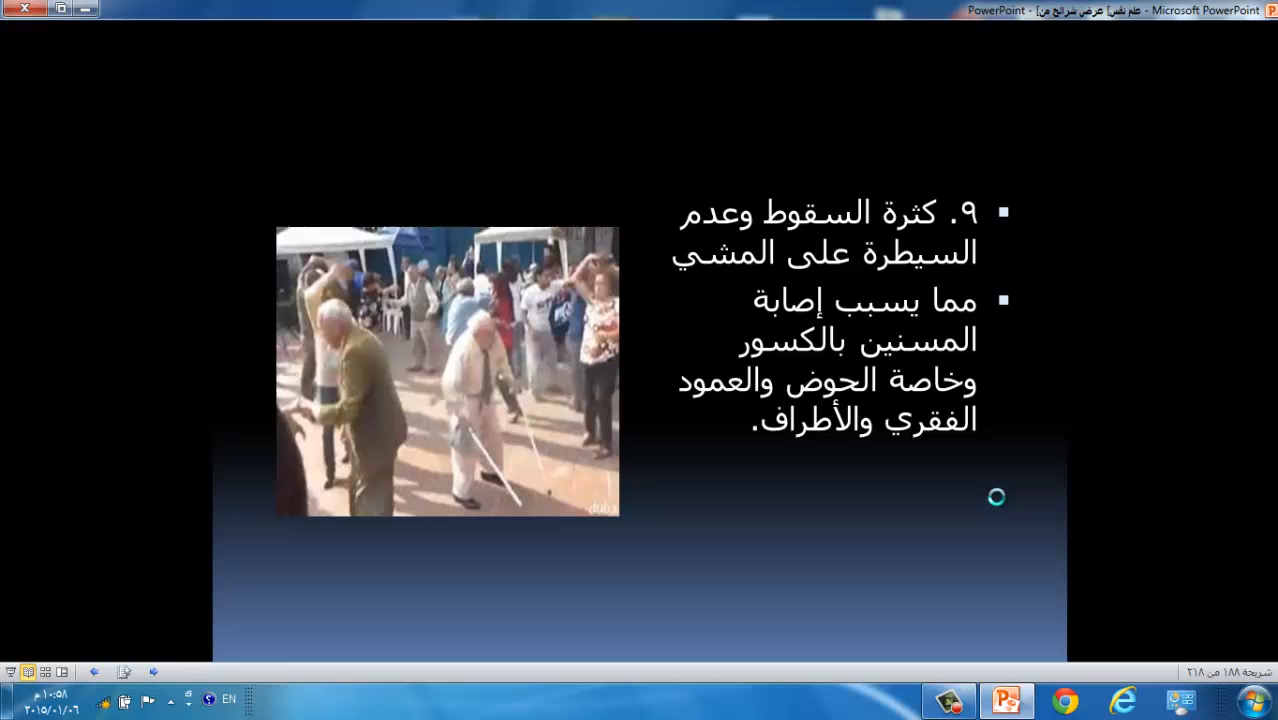 PowerPoint - [علم نفس] عرض شرائح من - Microsoft PowerPoint
٩. كثرة السقوط وعدم
السيطرة على المشي
مما يسبب إصابة
المسنين بالكسور
وخاصة الحوض والعمود
الفقري والأطراف.
شريحة ١٨٨ من ٢١٨
EN
١٠:٥٨ م
٢٠١٥/٠١/٠٦